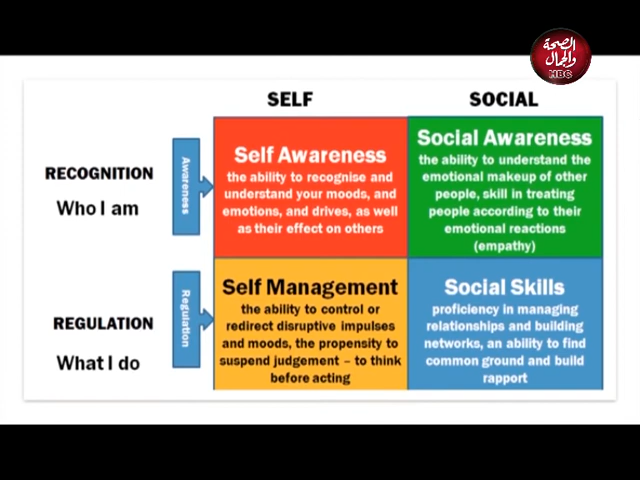 الصحة
والجمال
HBC
SELF
SOCIAL
RECOGNITION
Who I am
Awareness
Self Awareness
the ability to recognise and
understand your moods, and
emotions, and drives, as well
as their effect on others
Social Awareness
the ability to understand the
emotional makeup of other
people, skill in treating
people according to their
emotional reactions
(empathy)
REGULATION
What I do
Regulation
Self Management
the ability to control or
redirect disruptive impulses
and moods, the propensity to
suspend judgement – to think
before acting
Social Skills
proficiency in managing
relationships and building
networks, an ability to find
common ground and build
rapport